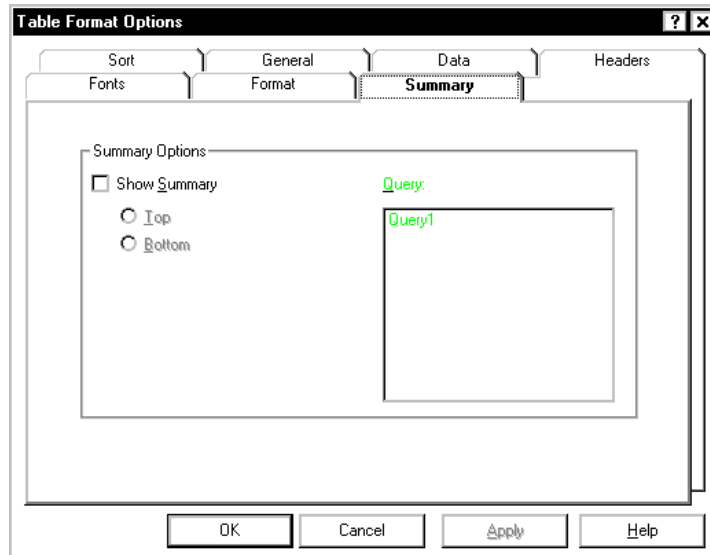 Table Format Options
Sort General Data Headers
Fonts Format Summary
Summary Options
Show Summary Query:
Top Query1
Bottom
OK Cancel Apply Help